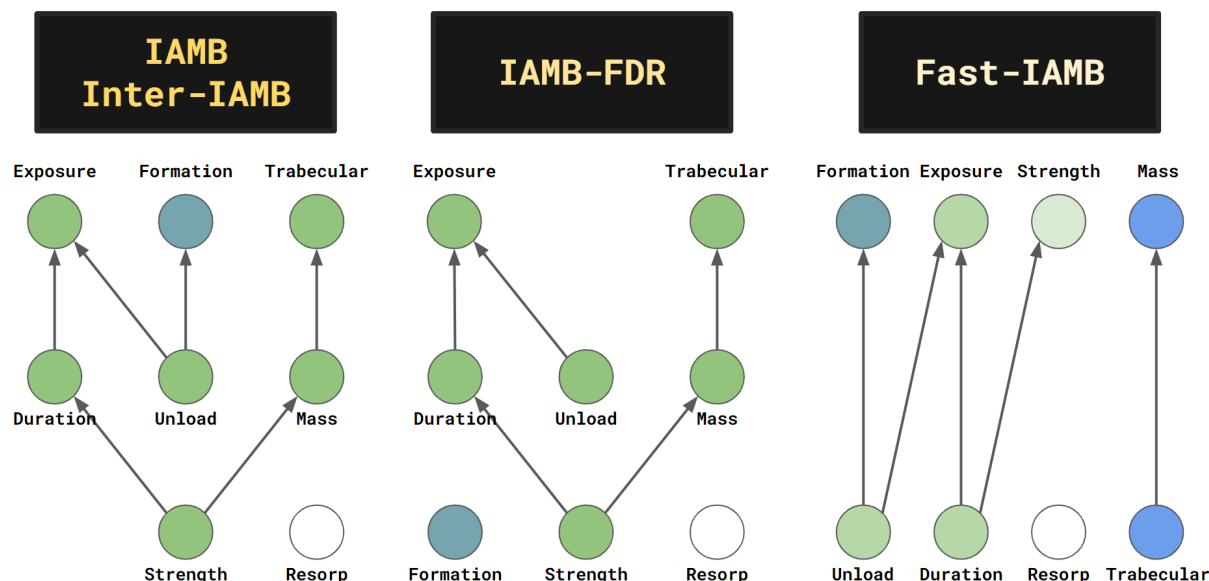 IAMB
Inter-IAMB
IAMB-FDR
Fast-IAMB
Exposure Formation Trabecular
Exposure Trabecular
Formation Exposure Strength Mass
Duration Unload Mass
Duration Unload Mass
Strength Resorp
Formation Strength Resorp
Unload Duration Resorp Trabecular